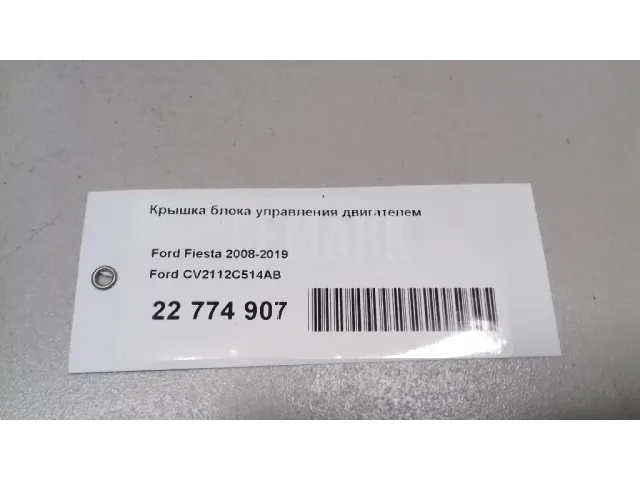 Крышка блока управления двигателем
Ford Fiesta 2008-2019
Ford CV2112C514AB
22 774 907